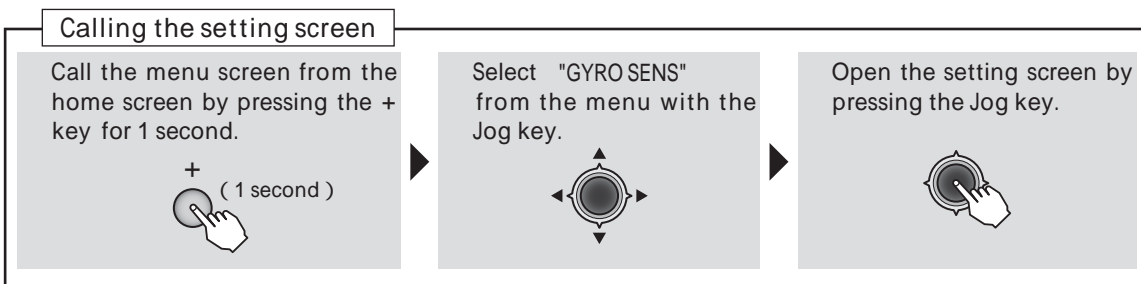 Calling the setting screen
Call the menu screen from the
home screen by pressing the +
key for 1 second.
+
( 1 second )
Select "GYRO SENS"
from the menu with the
Jog key.
Open the setting screen by
pressing the Jog key.